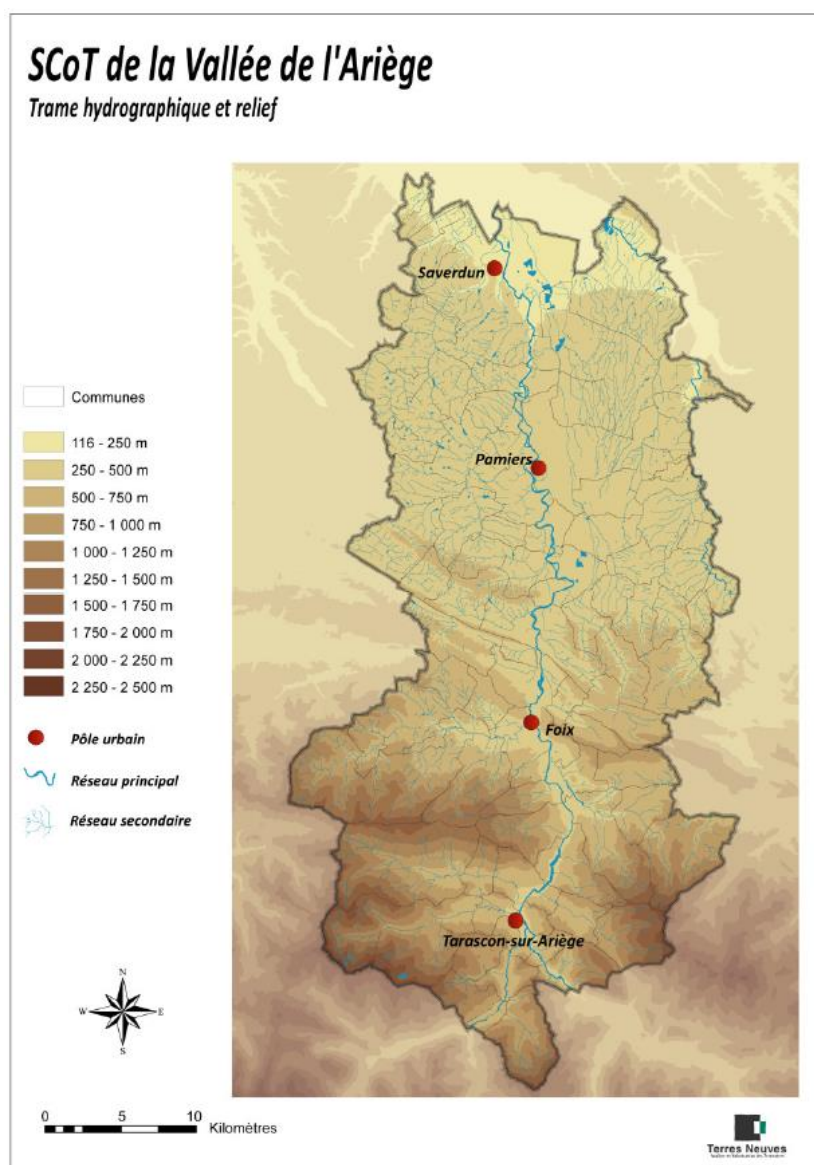 SCoT de la Vallée de l'Ariège
Trame hydrographique et relief
Saverdun
Pamiers
Foix
Tarascon-sur-Ariège
Communes
116 - 250 m
250 - 500 m
500 - 750 m
750 - 1 000 m
1 000 - 1 250 m
1 250 - 1 500 m
1 500 - 1 750 m
1 750 - 2 000 m
2 000 - 2 250 m
2 250 - 2 500 m
Pôle urbain
Réseau principal
Réseau secondaire
N
W E
S
0 5 10
Kilomètres
Terres Neuves